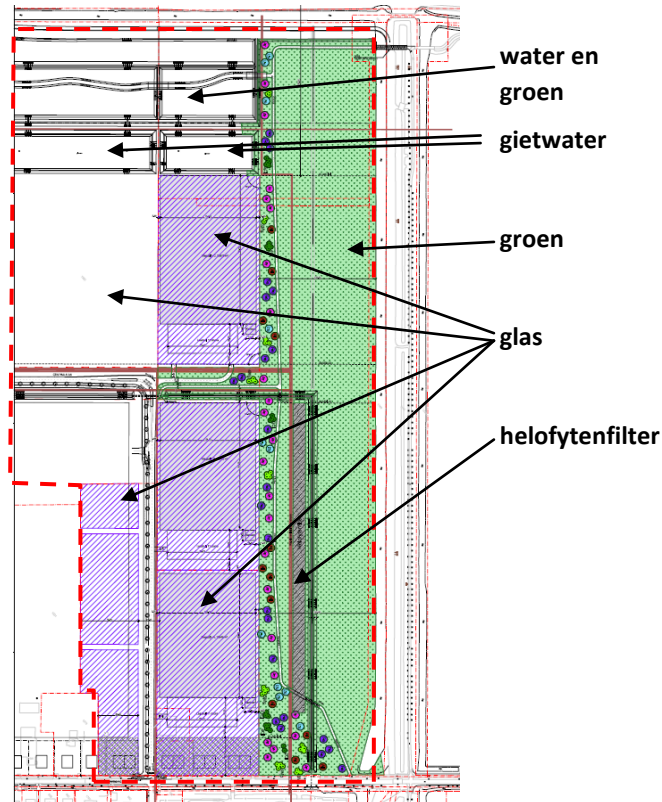 water en
groen
gietwater
groen
glas
helofytenfilter